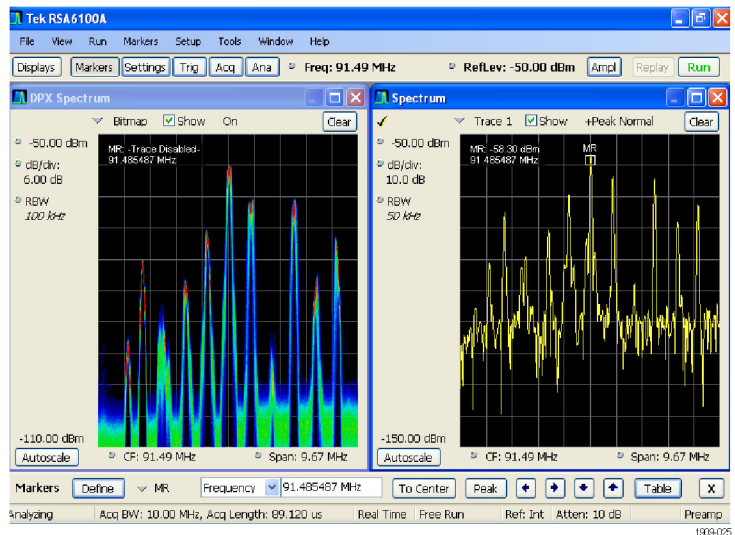 Tek RSA6100A
File View Run Markers Setup Tools Window Help
Displays Markers Settings Trig Acq Ana Freq: 91.49 MHz RefLev: -50.00 dBm Ampl Replay Run
DPX Spectrum
Bitmap Show On Clear
-50.00 dBm
dB/div:
6.00 dB
RBW
100 kHz
MR: -Trace Disabled-
91.485487 MHz
-110.00 dBm
Autoscale CF: 91.49 MHz Span: 9.67 MHz
Spectrum
Trace 1 Show +Peak Normal Clear
-50.00 dBm
dB/div:
10.0 dB
RBW
50 kHz
MR: -58.30 dBm
91.485487 MHz
MR
-150.00 dBm
Autoscale CF: 91.49 MHz Span: 9.67 MHz
Markers Define MR Frequency 91.485487 MHz To Center Peak Table X
Analyzing Acq BW: 10.00 MHz, Acq Length: 89.120 us Real Time Free Run Ref: Int Atten: 10 dB Preamp
1909-025